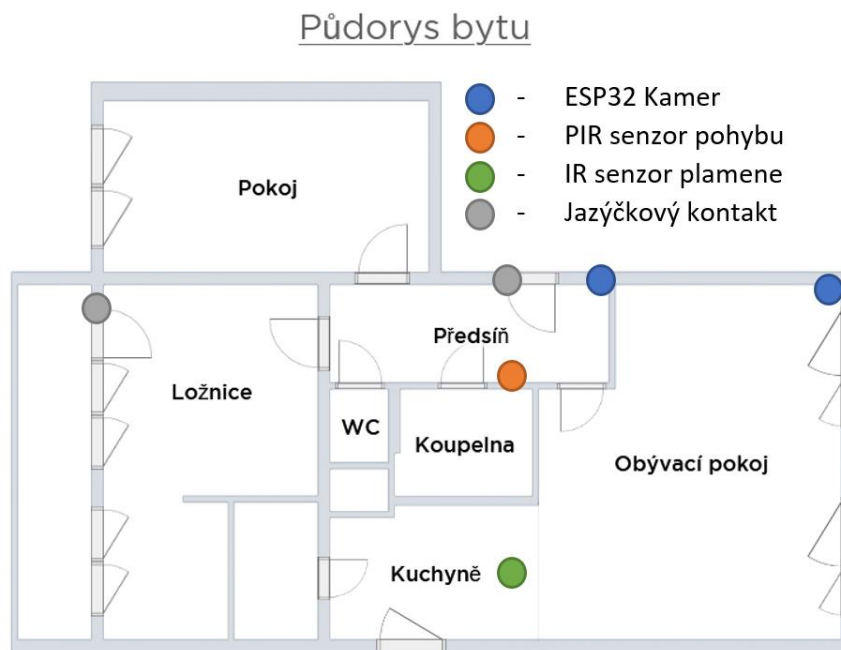 Půdorys bytu
- ESP32 Kamer
- PIR senzor pohybu
- IR senzor plamene
- Jazýčkový kontakt
Pokoj
Předsíň
Ložnice
WC
Koupelna
Obývací pokoj
Kuchyně